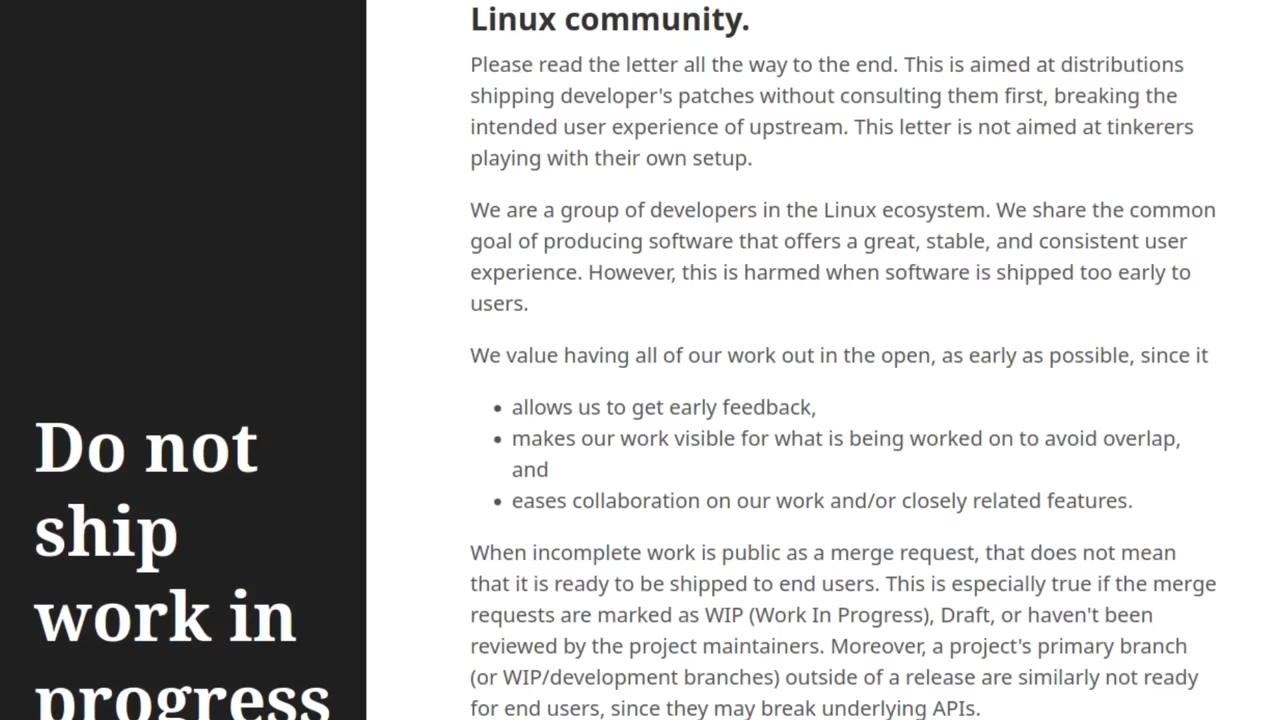 Do not
ship
work in
progress
Linux community.
Please read the letter all the way to the end. This is aimed at distributions
shipping developer's patches without consulting them first, breaking the
intended user experience of upstream. This letter is not aimed at tinkerers
playing with their own setup.
We are a group of developers in the Linux ecosystem. We share the common
goal of producing software that offers a great, stable, and consistent user
experience. However, this is harmed when software is shipped too early to
users.
We value having all of our work out in the open, as early as possible, since it
• allows us to get early feedback,
• makes our work visible for what is being worked on to avoid overlap,
and
• eases collaboration on our work and/or closely related features.
When incomplete work is public as a merge request, that does not mean
that it is ready to be shipped to end users. This is especially true if the merge
requests are marked as WIP (Work In Progress), Draft, or haven't been
reviewed by the project maintainers. Moreover, a project's primary branch
(or WIP/development branches) outside of a release are similarly not ready
for end users, since they may break underlying APIs.